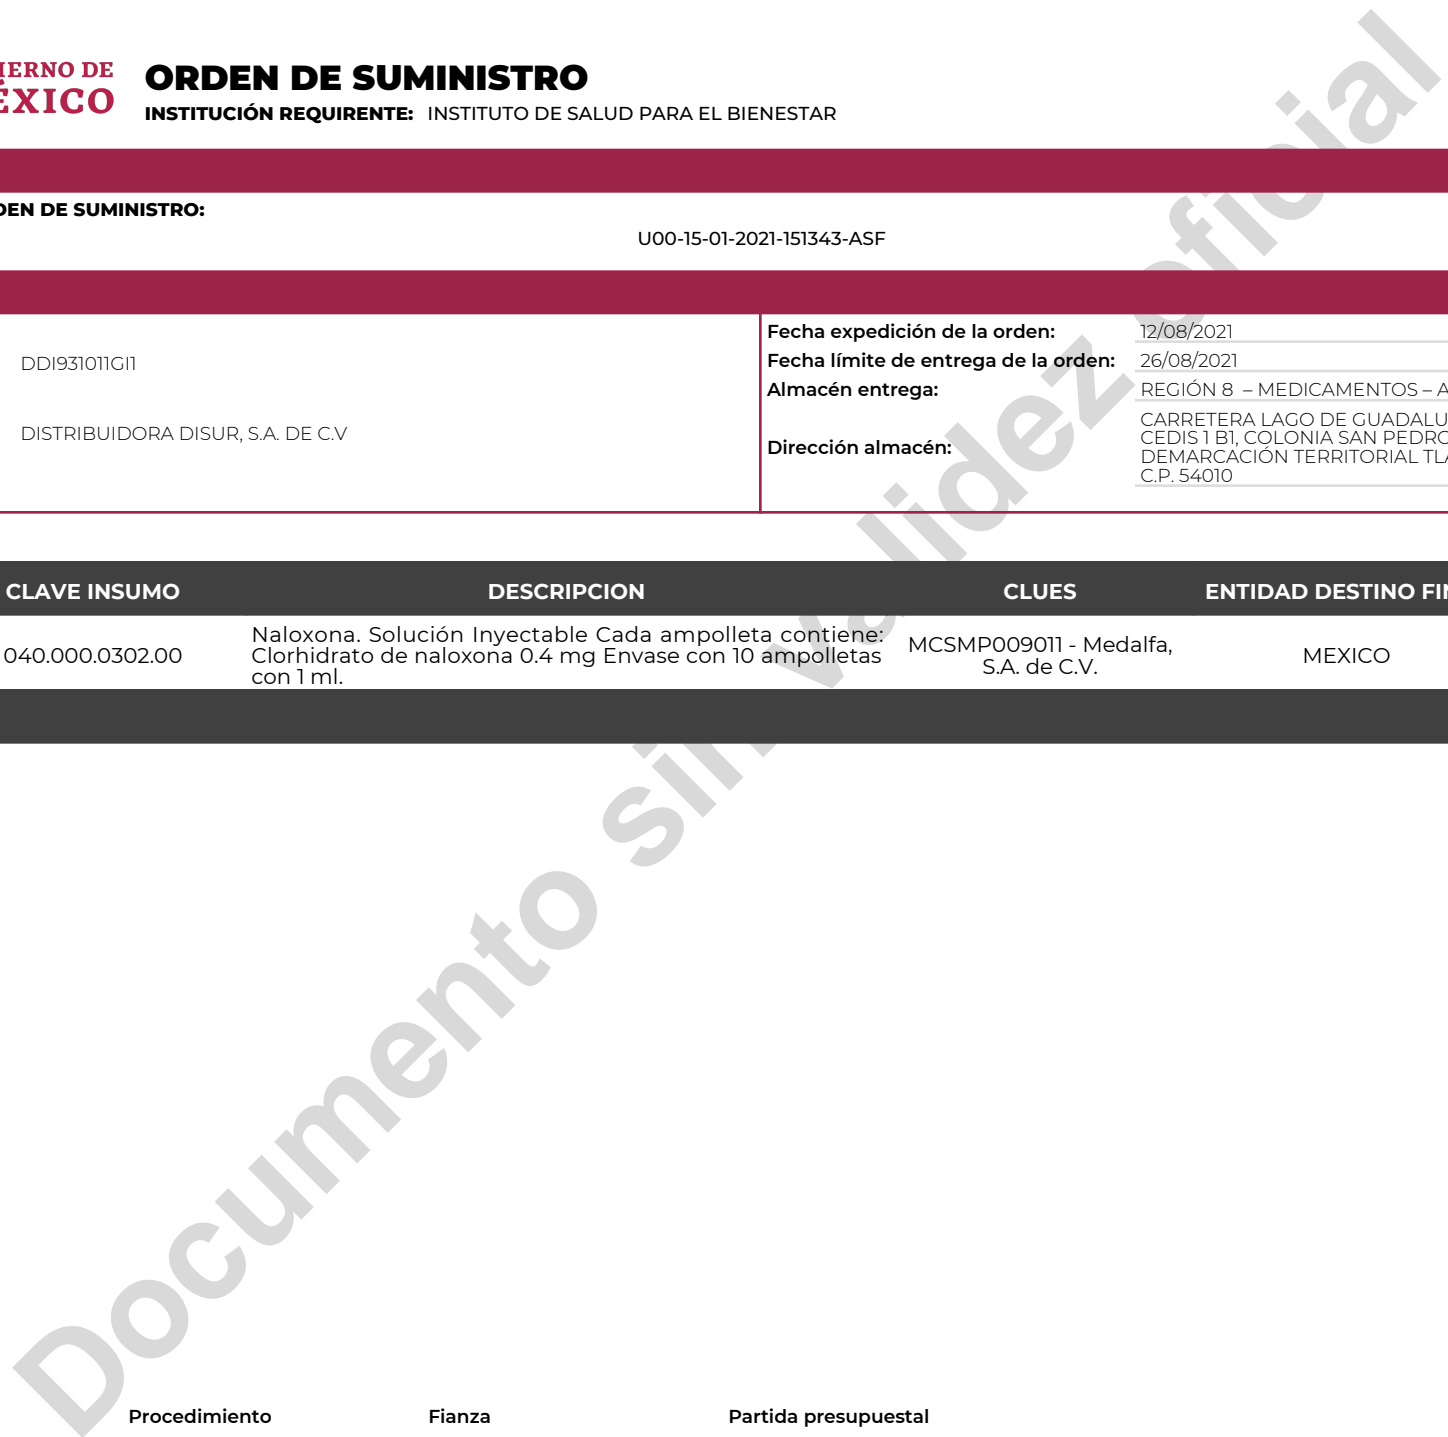 IERNO DE
ÉXICO
ORDEN DE SUMINISTRO
INSTITUCIÓN REQUIRENTE: INSTITUTO DE SALUD PARA EL BIENESTAR
DEN DE SUMINISTRO:
U00-15-01-2021-151343-ASF
DDI931011GI1
DISTRIBUIDORA DISUR, S.A. DE C.V
Fecha expedición de la orden: 12/08/2021
Fecha límite de entrega de la orden: 26/08/2021
Almacén entrega: REGIÓN 8 – MEDICAMENTOS – A
Dirección almacén:
CARRETERA LAGO DE GUADALU
CEDIS 1 B1, COLONIA SAN PEDRO
DEMARCACIÓN TERRITORIAL TLA
C.P. 54010
CLAVE INSUMO DESCRIPCION CLUES ENTIDAD DESTINO FIN
040.000.0302.00
Naloxona. Solución Inyectable Cada ampolleta contiene:
Clorhidrato de naloxona 0.4 mg Envase con 10 ampolletas
con 1 ml.
MCSMP009011 - Medalfa,
S.A. de C.V.
MEXICO
Documento sin validez oficial
Procedimiento Fianza Partida presupuestal